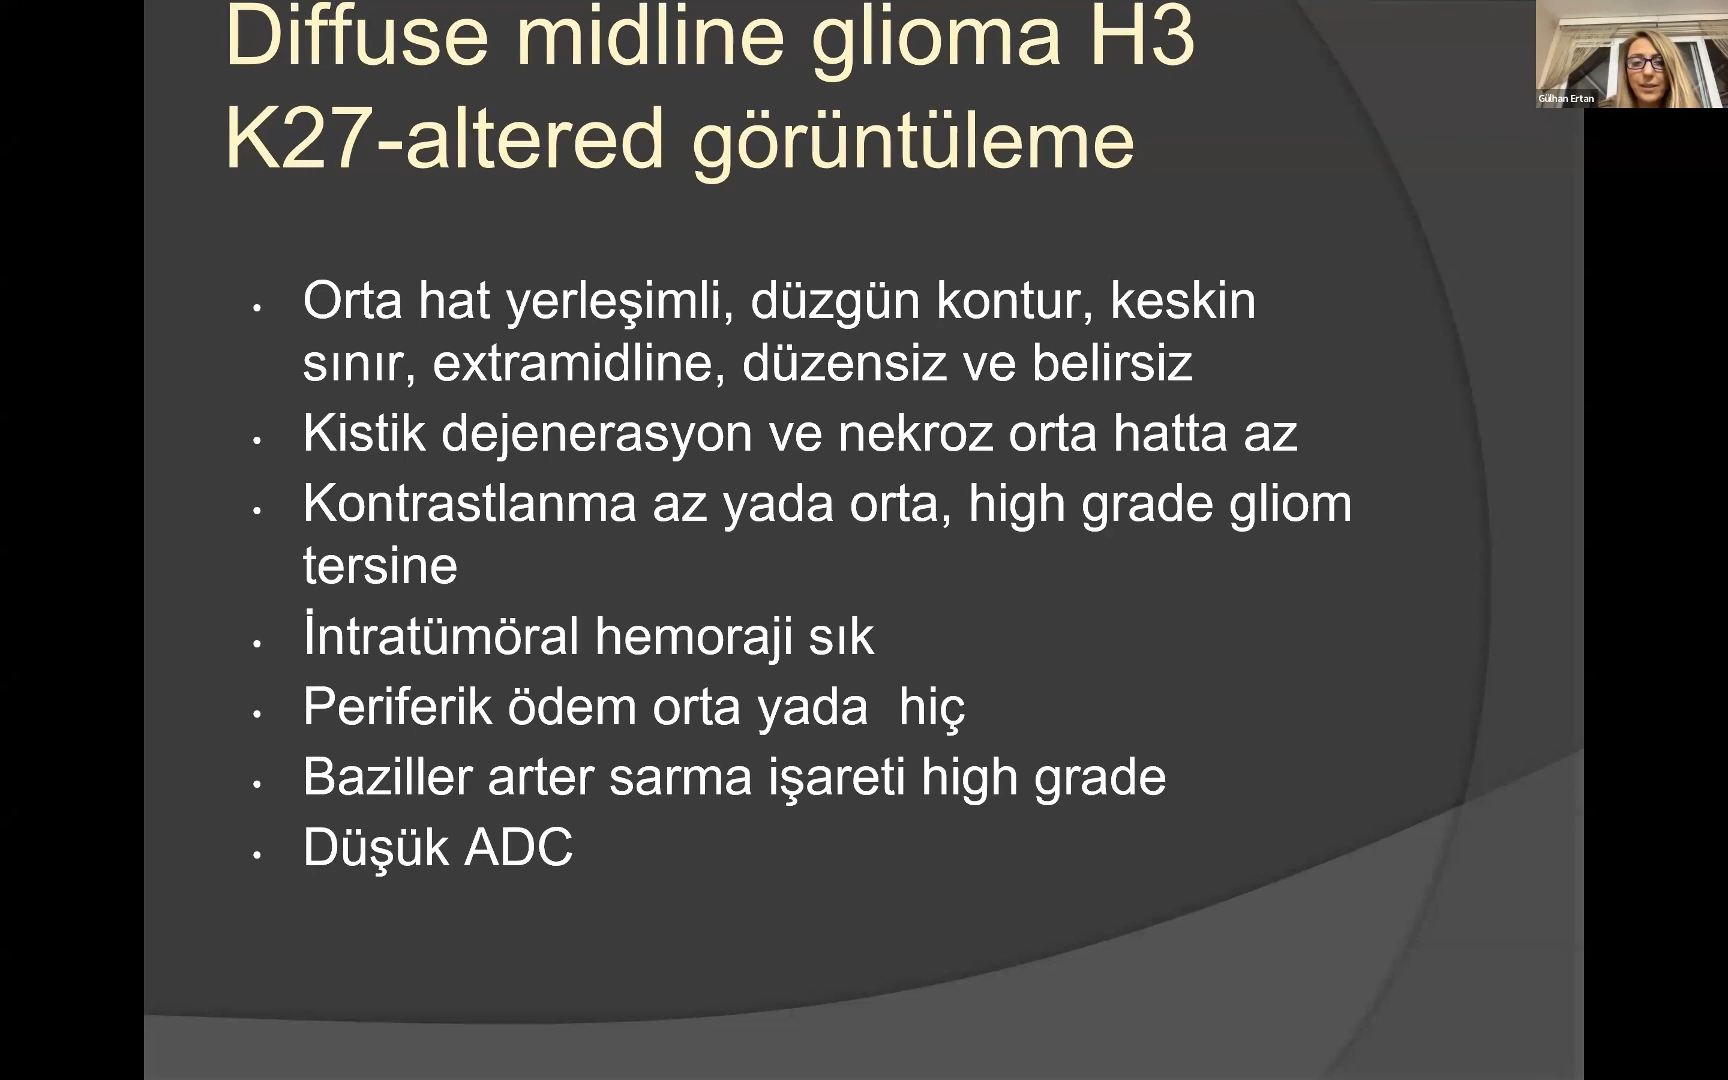 Diffuse midline glioma H3
K27-altered görüntüleme
Gülhan Ertan
• Orta hat yerleşimli, düzgün kontur, keskin
sınır, extramidline, düzensiz ve belirsiz
• Kistik dejenerasyon ve nekroz orta hatta az
• Kontrastlanma az yada orta, high grade gliom
tersine
• İntratümöral hemoraji sık
• Periferik ödem orta yada  hiç
• Baziller arter sarma işareti high grade
• Düşük ADC